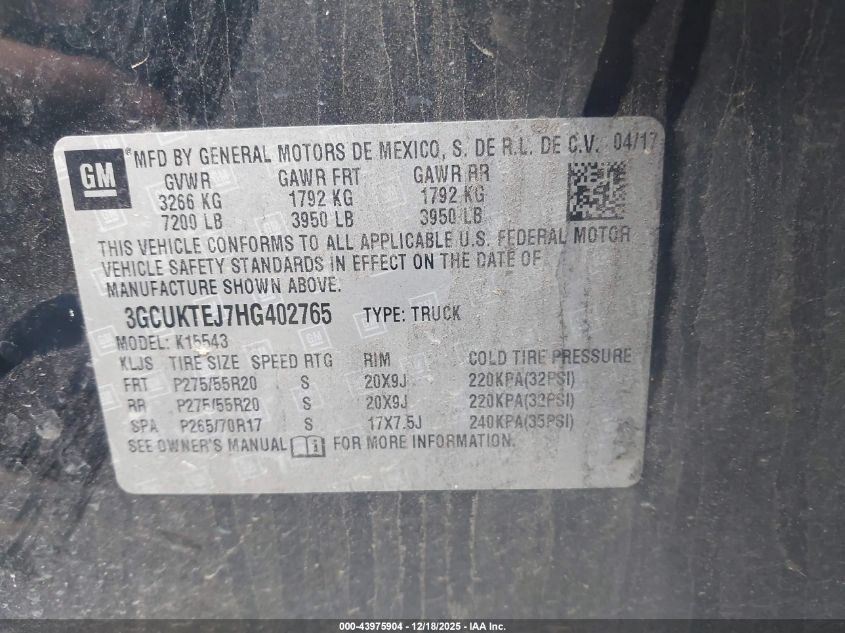 GM
®MFD BY GENERAL MOTORS DE MEXICO, S. DE R.L. DE C.V. 04/17
GVWR GAWR FRT GAWR RR
3266 KG 1792 KG 1792 KG
7200 LB 3950 LB 3950 LB
THIS VEHICLE CONFORMS TO ALL APPLICABLE U.S. FEDERAL MOTOR
VEHICLE SAFETY STANDARDS IN EFFECT ON THE DATE OF
MANUFACTURE SHOWN ABOVE.
3GCUKTEJ7HG402765 TYPE: TRUCK
MODEL: K15543
KLJS TIRE SIZE SPEED RTG RIM COLD TIRE PRESSURE
FRT P275/55R20 S 20X9J 220KPA(32PSI)
RR P275/55R20 S 20X9J 220KPA(32PSI)
SPA P265/70R17 S 17X7.5J 240KPA(35PSI)
SEE OWNER'S MANUAL FOR MORE INFORMATION.
000-43975904 | 12/18/2025 - IAA Inc.